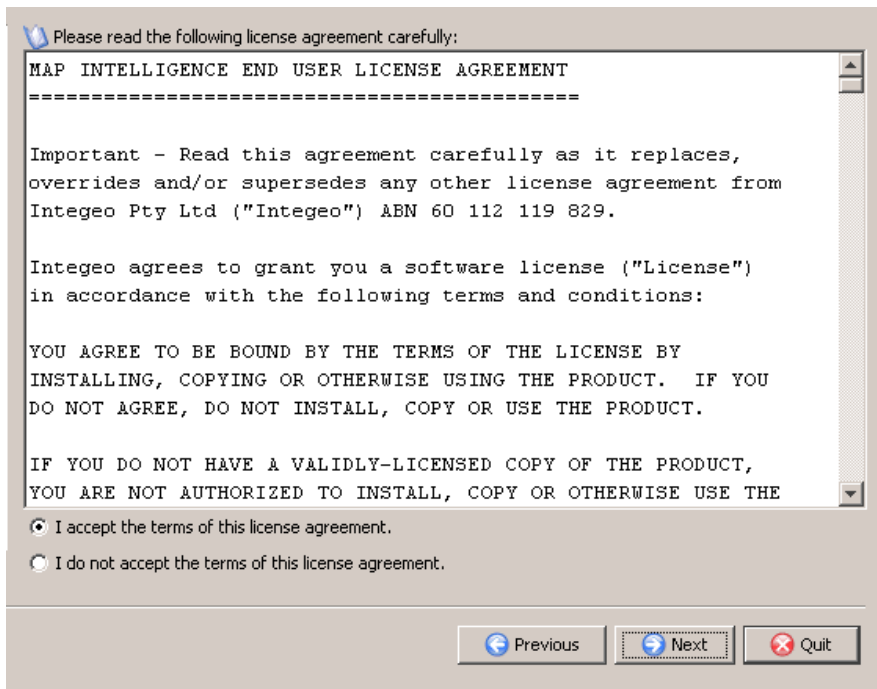 Please read the following license agreement carefully:
MAP INTELLIGENCE END USER LICENSE AGREEMENT
============================================
Important - Read this agreement carefully as it replaces,
overrides and/or supersedes any other license agreement from
Integeo Pty Ltd ("Integeo") ABN 60 112 119 829.
Integeo agrees to grant you a software license ("License")
in accordance with the following terms and conditions:
YOU AGREE TO BE BOUND BY THE TERMS OF THE LICENSE BY
INSTALLING, COPYING OR OTHERWISE USING THE PRODUCT.  IF YOU
DO NOT AGREE, DO NOT INSTALL, COPY OR USE THE PRODUCT.
IF YOU DO NOT HAVE A VALIDLY-LICENSED COPY OF THE PRODUCT,
YOU ARE NOT AUTHORIZED TO INSTALL, COPY OR OTHERWISE USE THE
I accept the terms of this license agreement.
I do not accept the terms of this license agreement.
Previous
Next
Quit